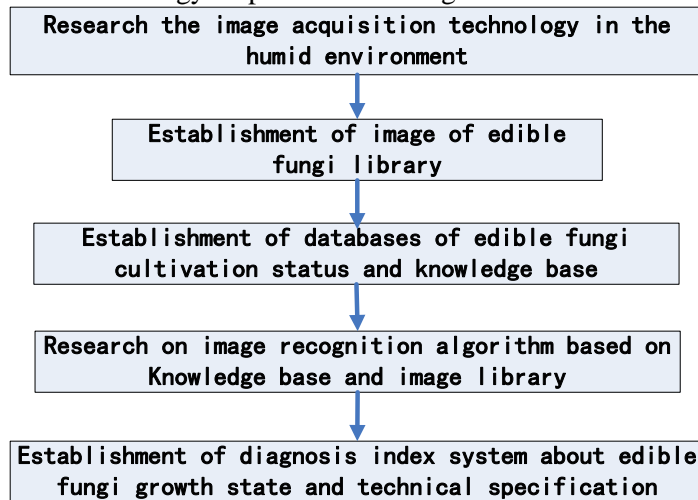 Research the image acquisition technology in the
humid environment
Establishment of image of edible
fungi library
Establishment of databases of edible fungi
cultivation status and knowledge base
Research on image recognition algorithm based on
Knowledge base and image library
Establishment of diagnosis index system about edible
fungi growth state and technical specification